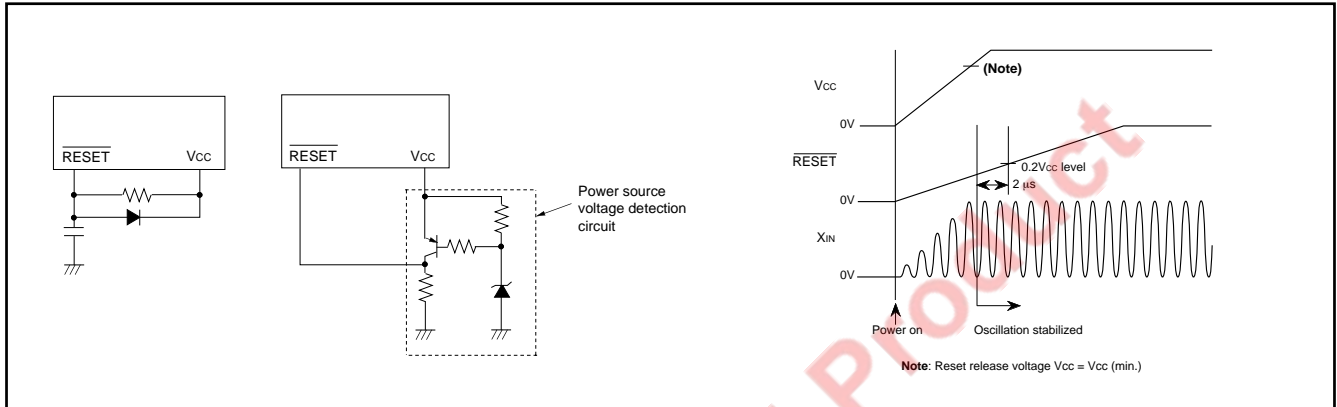 RESET
Vcc
RESET
Vcc
Power source
voltage detection
circuit
Vcc
(Note)
0V
RESET
0.2Vcc level
2 μs
0V
XIN
0V
Power on
Oscillation stabilized
Note: Reset release voltage Vcc = Vcc (min.)
Product